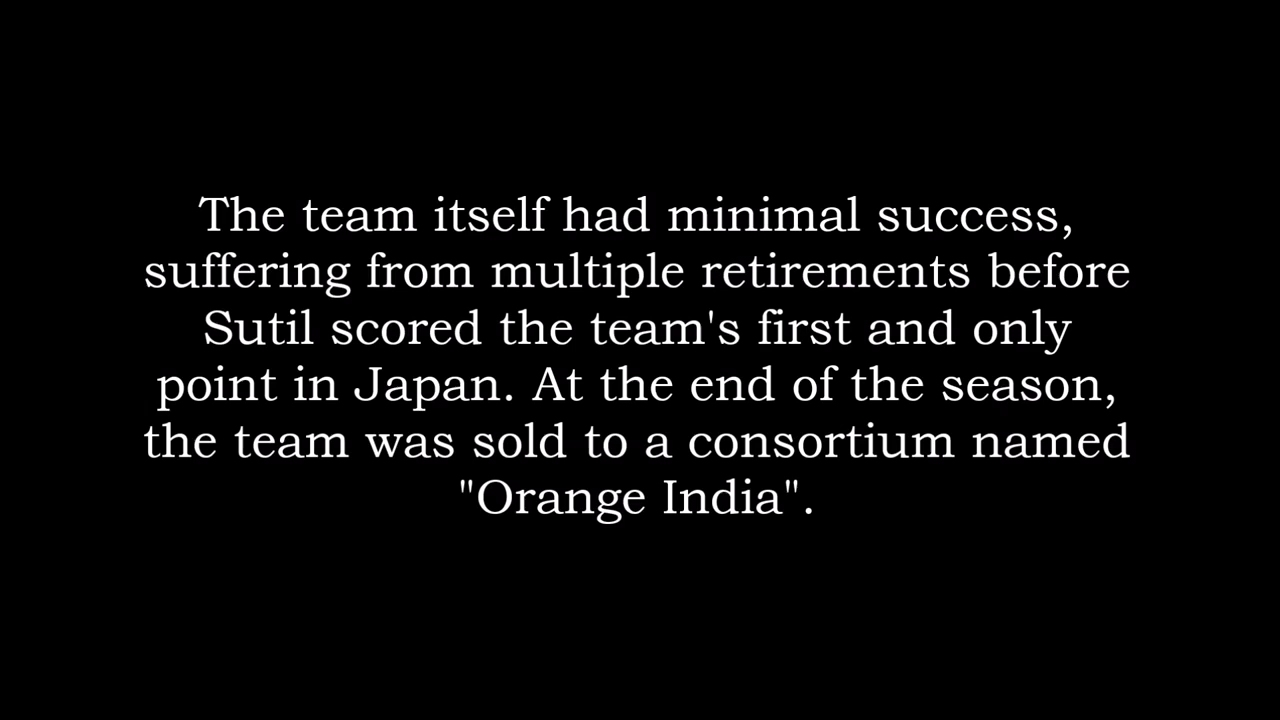 The team itself had minimal success,
suffering from multiple retirements before
Sutil scored the team's first and only
point in Japan. At the end of the season,
the team was sold to a consortium named
"Orange India".